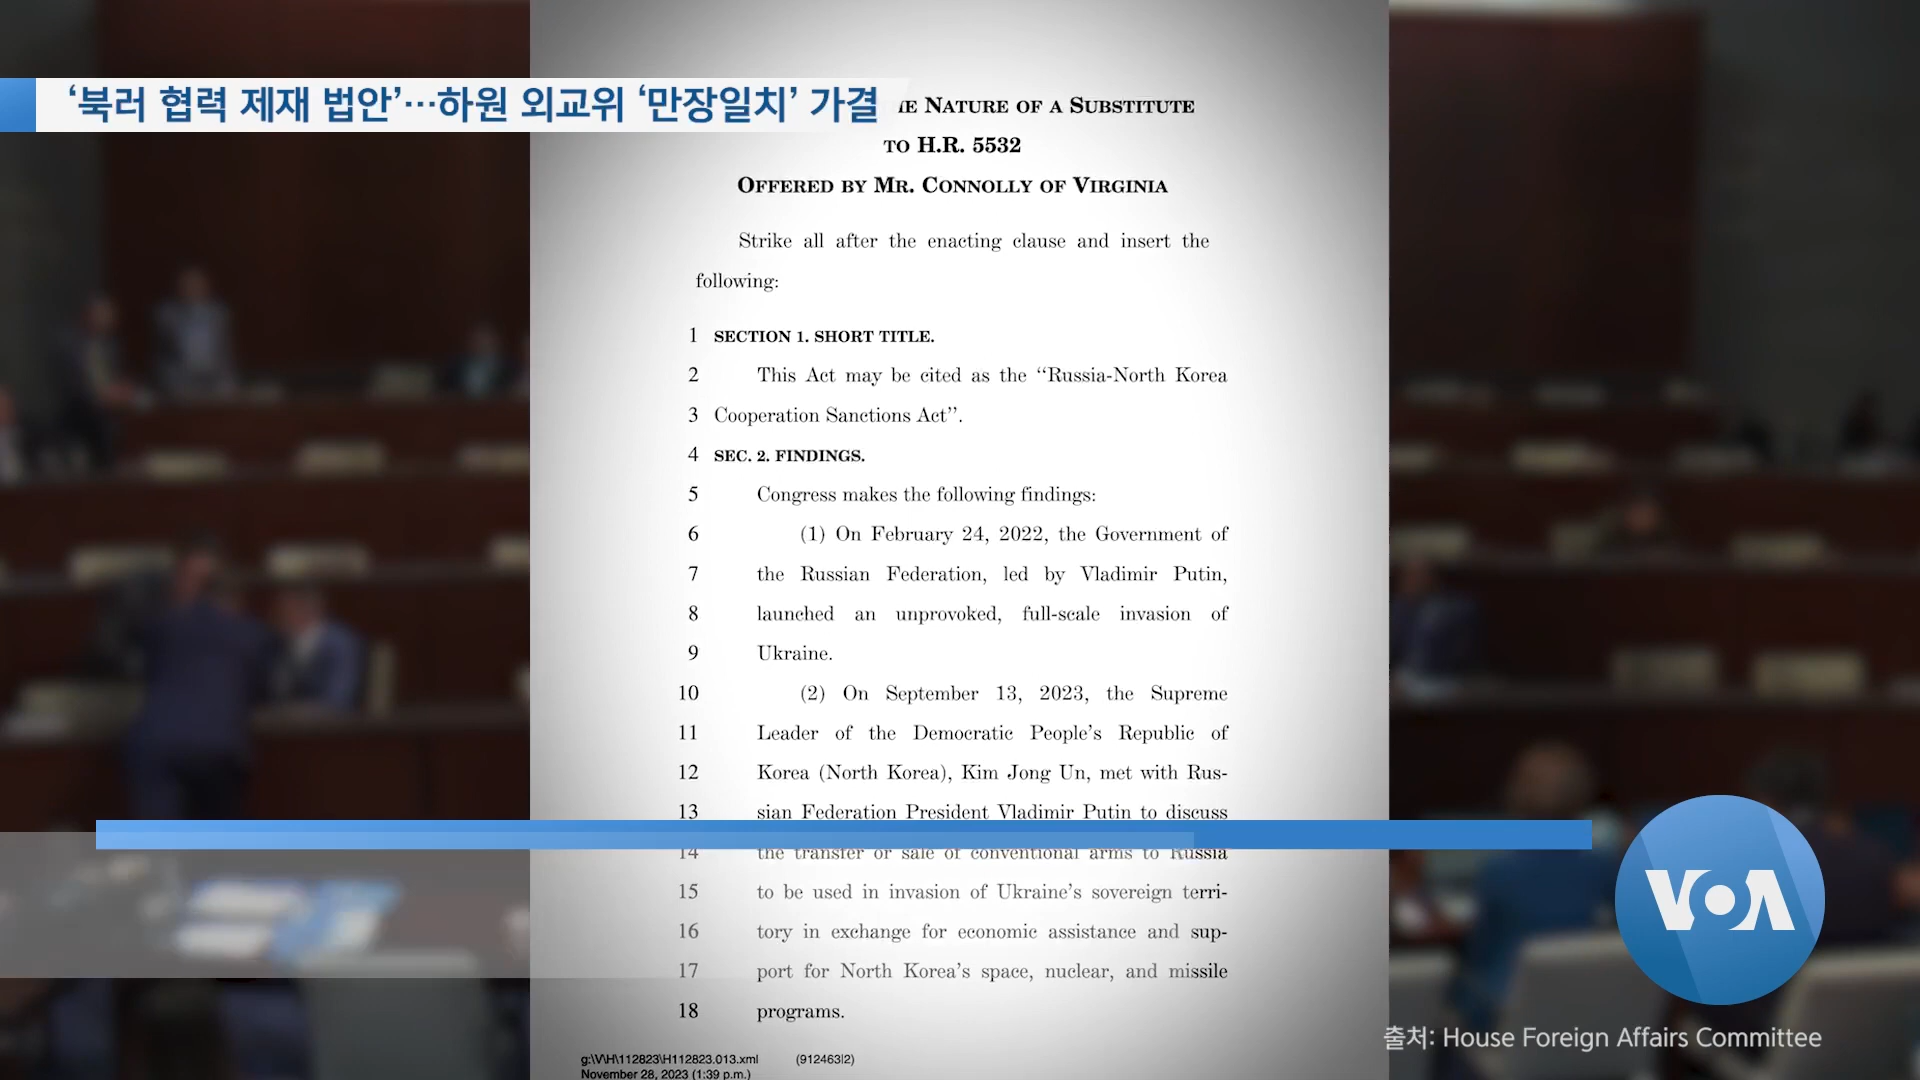 ‘북러 협력 제재 법안’…하원 외교위 ‘만장일치’ 가결
NATURE OF A SUBSTITUTE
TO H.R. 5532
OFFERED BY MR. CONNOLLY OF VIRGINIA
Strike all after the enacting clause and insert the
following:
1 SECTION 1. SHORT TITLE.
2 This Act may be cited as the ‘‘Russia-North Korea
3 Cooperation Sanctions Act’’.
4 SEC. 2. FINDINGS.
5 Congress makes the following findings:
6 (1) On February 24, 2022, the Government of
7 the Russian Federation, led by Vladimir Putin,
8 launched an unprovoked, full-scale invasion of
9 Ukraine.
10 (2) On September 13, 2023, the Supreme
11 Leader of the Democratic People’s Republic of
12 Korea (North Korea), Kim Jong Un, met with Rus-
13 sian Federation President Vladimir Putin to discuss
14 the transfer or sale of conventional arms to Russia
15 to be used in invasion of Ukraine’s sovereign terri-
16 tory in exchange for economic assistance and sup-
17 port for North Korea’s space, nuclear, and missile
18 programs.
g:\V\H\112823\H112823.013.xml (912463|2)
November 28, 2023 (1:39 p.m.)
VOA
출처: House Foreign Affairs Committee